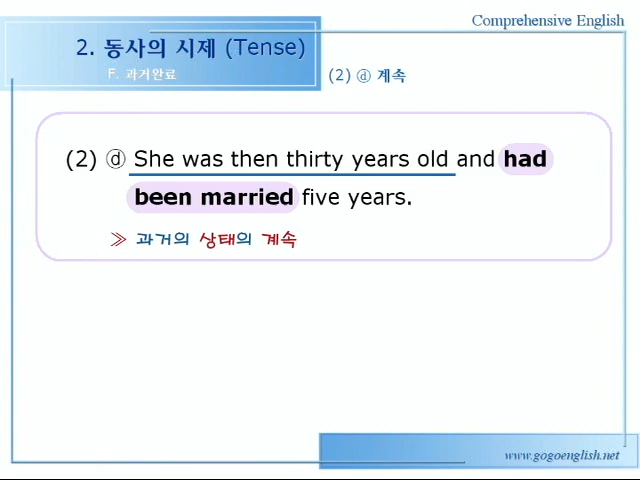 Comprehensive English
2. 동사의 시제 (Tense)
F. 과거완료
(2) ⓓ 계속
(2) ⓓ She was then thirty years old and had
been married five years.
≫ 과거의 상태의 계속
www.gogoenglish.net